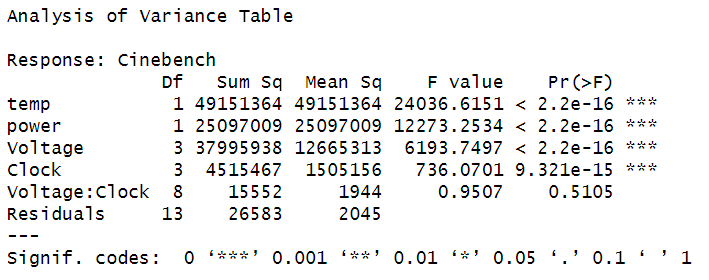 Analysis of Variance Table

Response: Cinebench
              Df   Sum Sq  Mean Sq    F value    Pr(>F)    
temp           1 49151364 49151364 24036.6151 < 2.2e-16 ***
power          1 25097009 25097009 12273.2534 < 2.2e-16 ***
Voltage        3 37995938 12665313  6193.7497 < 2.2e-16 ***
Clock          3  4515467  1505156   736.0701 9.321e-15 ***
Voltage:Clock  8    15552     1944     0.9507    0.5105    
Residuals     13    26583     2045
---
Signif. codes:  0 ‘***’ 0.001 ‘**’ 0.01 ‘*’ 0.05 ‘.’ 0.1 ‘ ’ 1